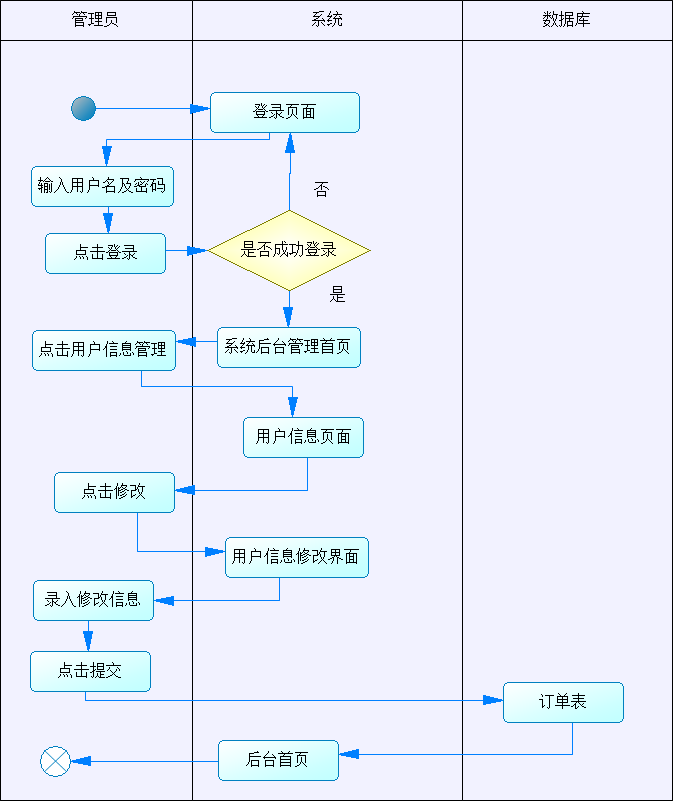 管理员
系统
数据库
登录页面
输入用户名及密码
否
点击登录
是否成功登录
是
点击用户信息管理
系统后台管理首页
用户信息页面
点击修改
用户信息修改界面
录入修改信息
点击提交
订单表
后台首页